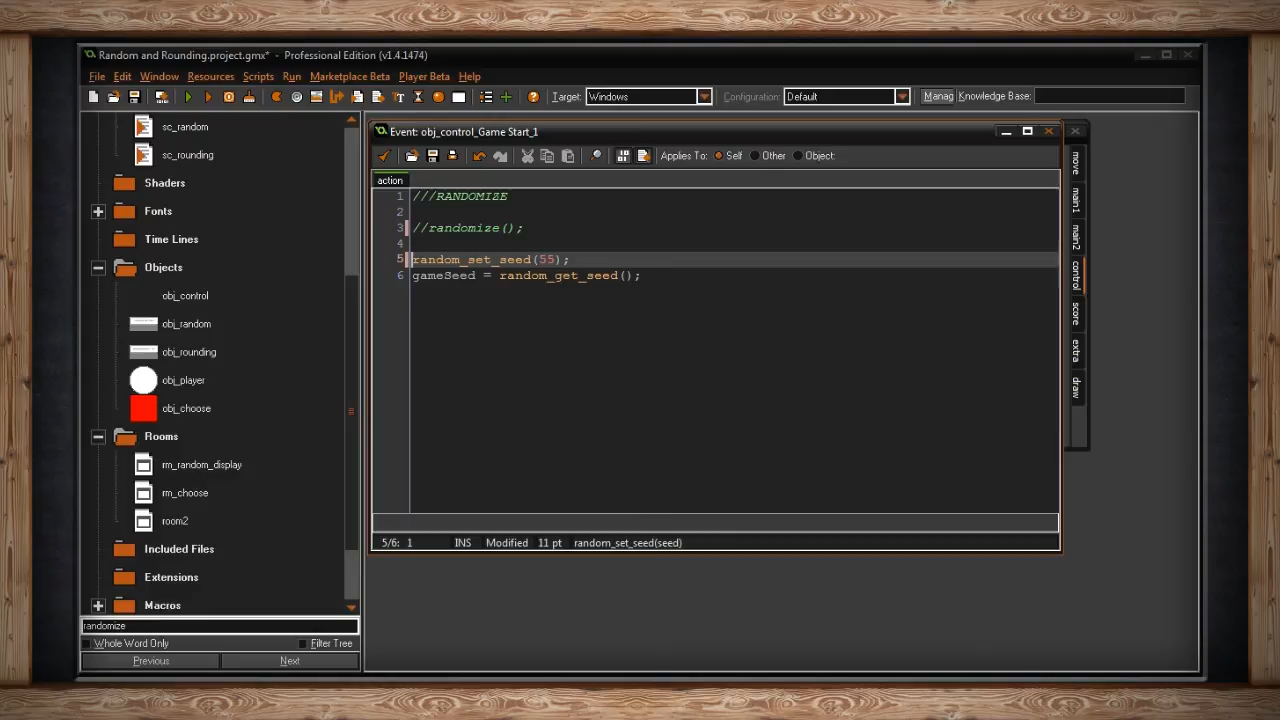 Random and Rounding.project.gmx* - Professional Edition (v1.4.1474)
File Edit Window Resources Scripts Run Marketplace Beta Player Beta Help
Target: Windows Configuration: Default Manag Knowledge Base:
sc_random
sc_rounding
Shaders
Fonts
Time Lines
Objects
obj_control
obj_random
obj_rounding
obj_player
obj_choose
Rooms
rm_random_display
rm_choose
room2
Included Files
Extensions
Macros
randomize
Whole Word Only Filter Tree
Previous Next
Event: obj_control_Game Start_1
Applies To: Self Other Object:
action
1 ///RANDOMIZE
2
3 //randomize();
4
5 random_set_seed(55);
6 gameSeed = random_get_seed();
5/6: 1 INS Modified 11 pt random_set_seed(seed)
move
main1
main2
control
score
extra
draw